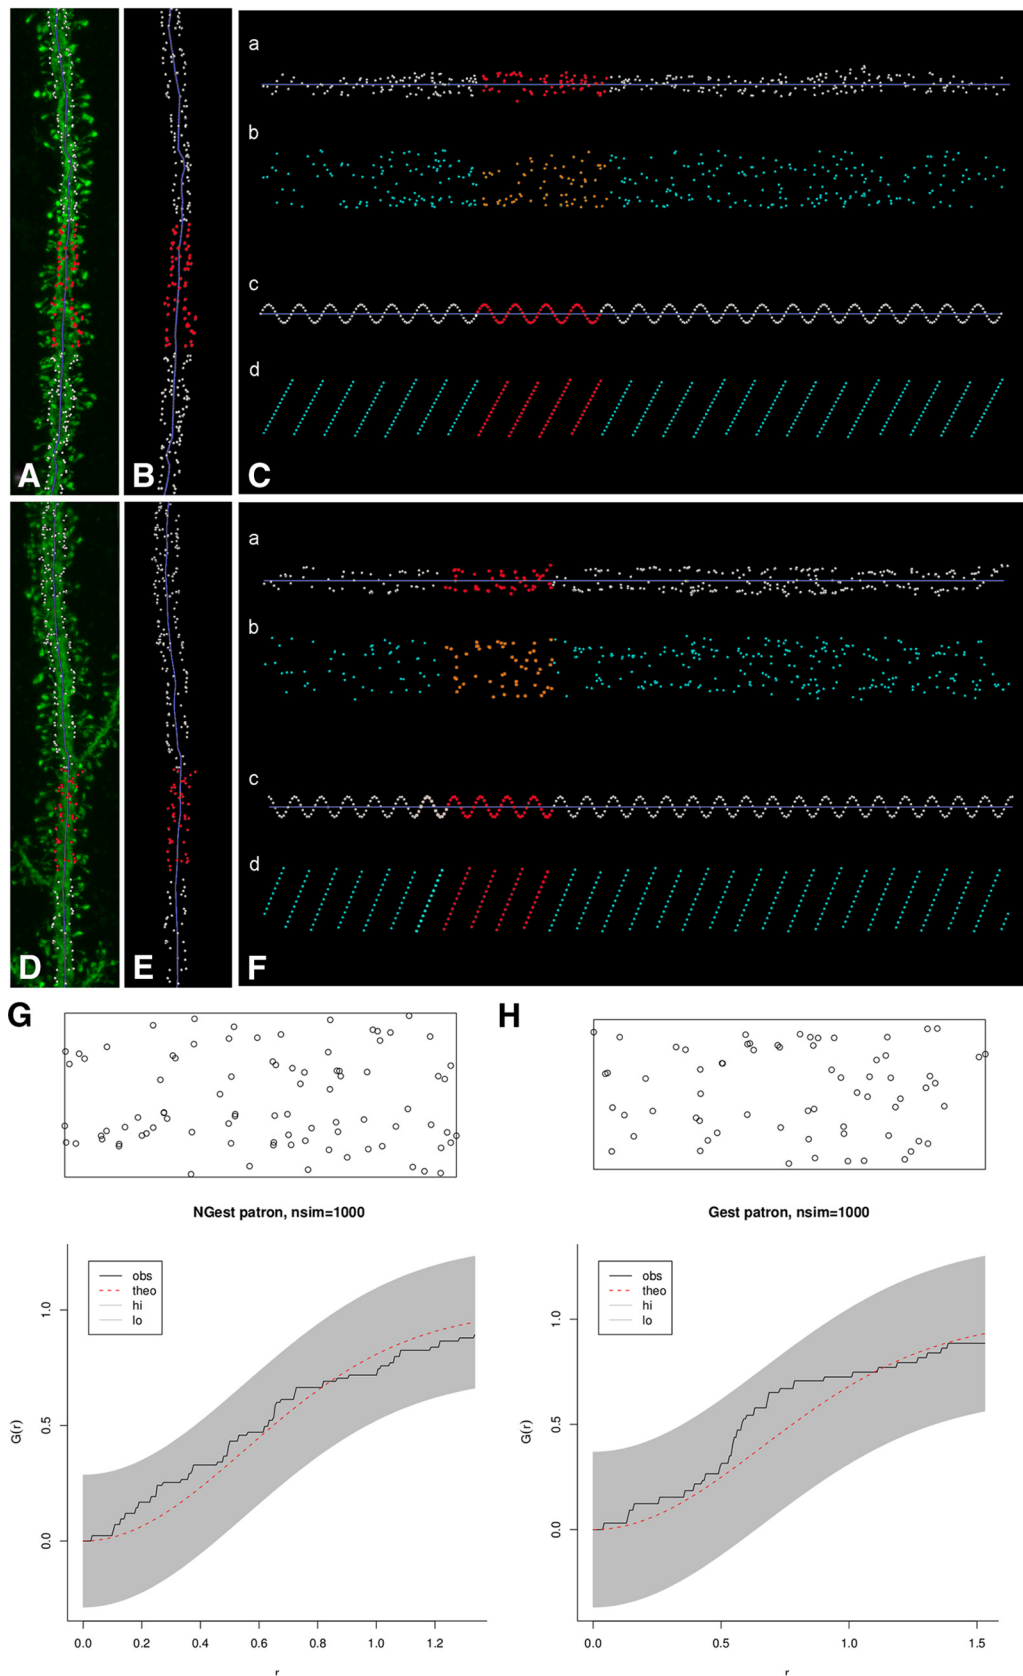 a
b
c
d
A B C
a
b
c
d
D E F
G H
NGest patron, nsim=1000 Gest patron, nsim=1000
obs
theo
hi
lo
obs
theo
hi
lo
G(r)
0.0 0.5 1.0
G(r)
0.0 0.5 1.0
0.0 0.2 0.4 0.6 0.8 1.0 1.2
0.0 0.5 1.0 1.5
r r